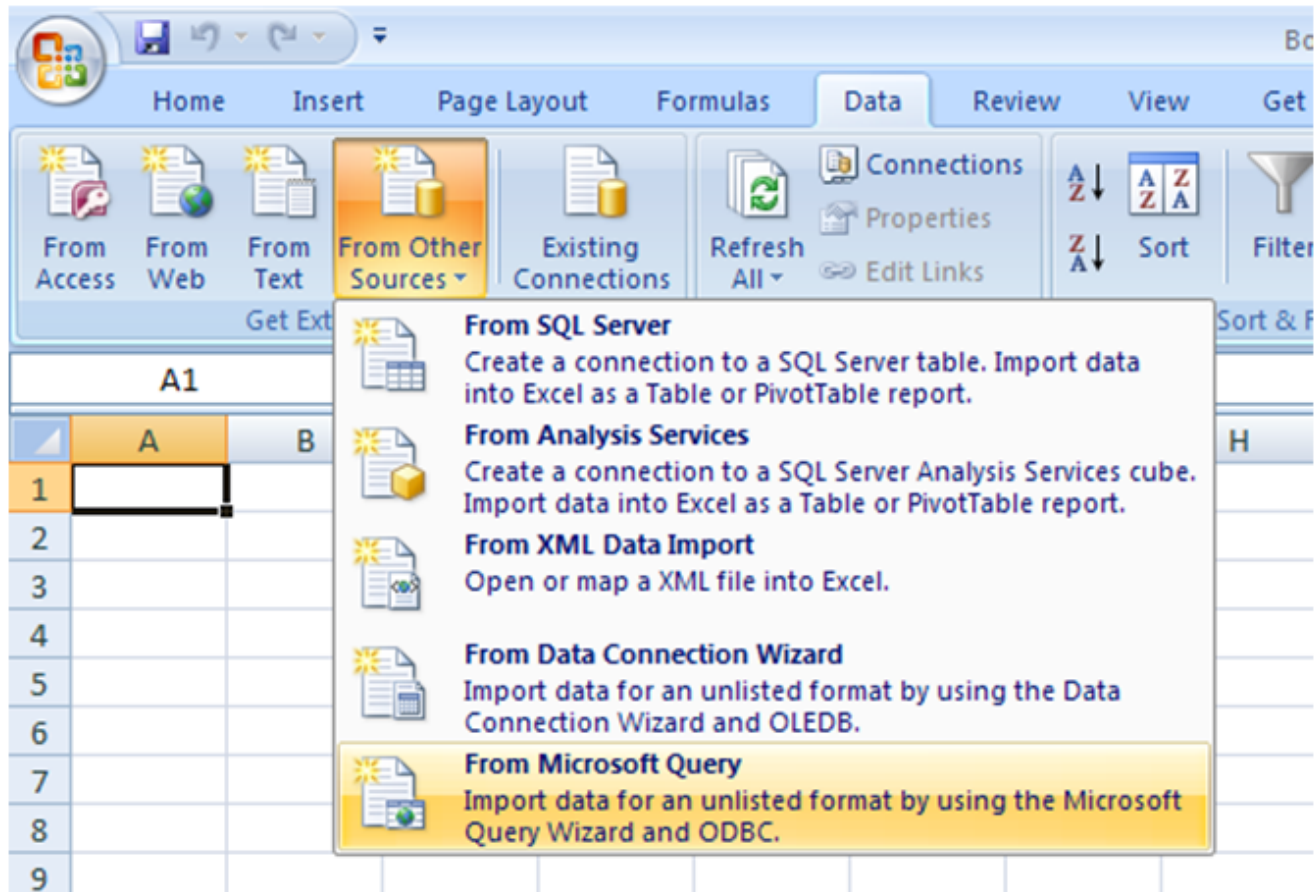 Bo
Home Insert Page Layout Formulas Data Review View Get
From Access
From Web
From Text
From Other Sources
Existing Connections
Refresh All
Connections
Properties
Edit Links
A Z
Z A
A Z Z A
Sort
Filter
Get Ext
Sort & F
A1
From SQL Server
Create a connection to a SQL Server table. Import data
into Excel as a Table or PivotTable report.
From Analysis Services
Create a connection to a SQL Server Analysis Services cube.
Import data into Excel as a Table or PivotTable report.
From XML Data Import
Open or map a XML file into Excel.
From Data Connection Wizard
Import data for an unlisted format by using the Data
Connection Wizard and OLEDB.
From Microsoft Query
Import data for an unlisted format by using the Microsoft
Query Wizard and ODBC.
A B H
1
2
3
4
5
6
7
8
9